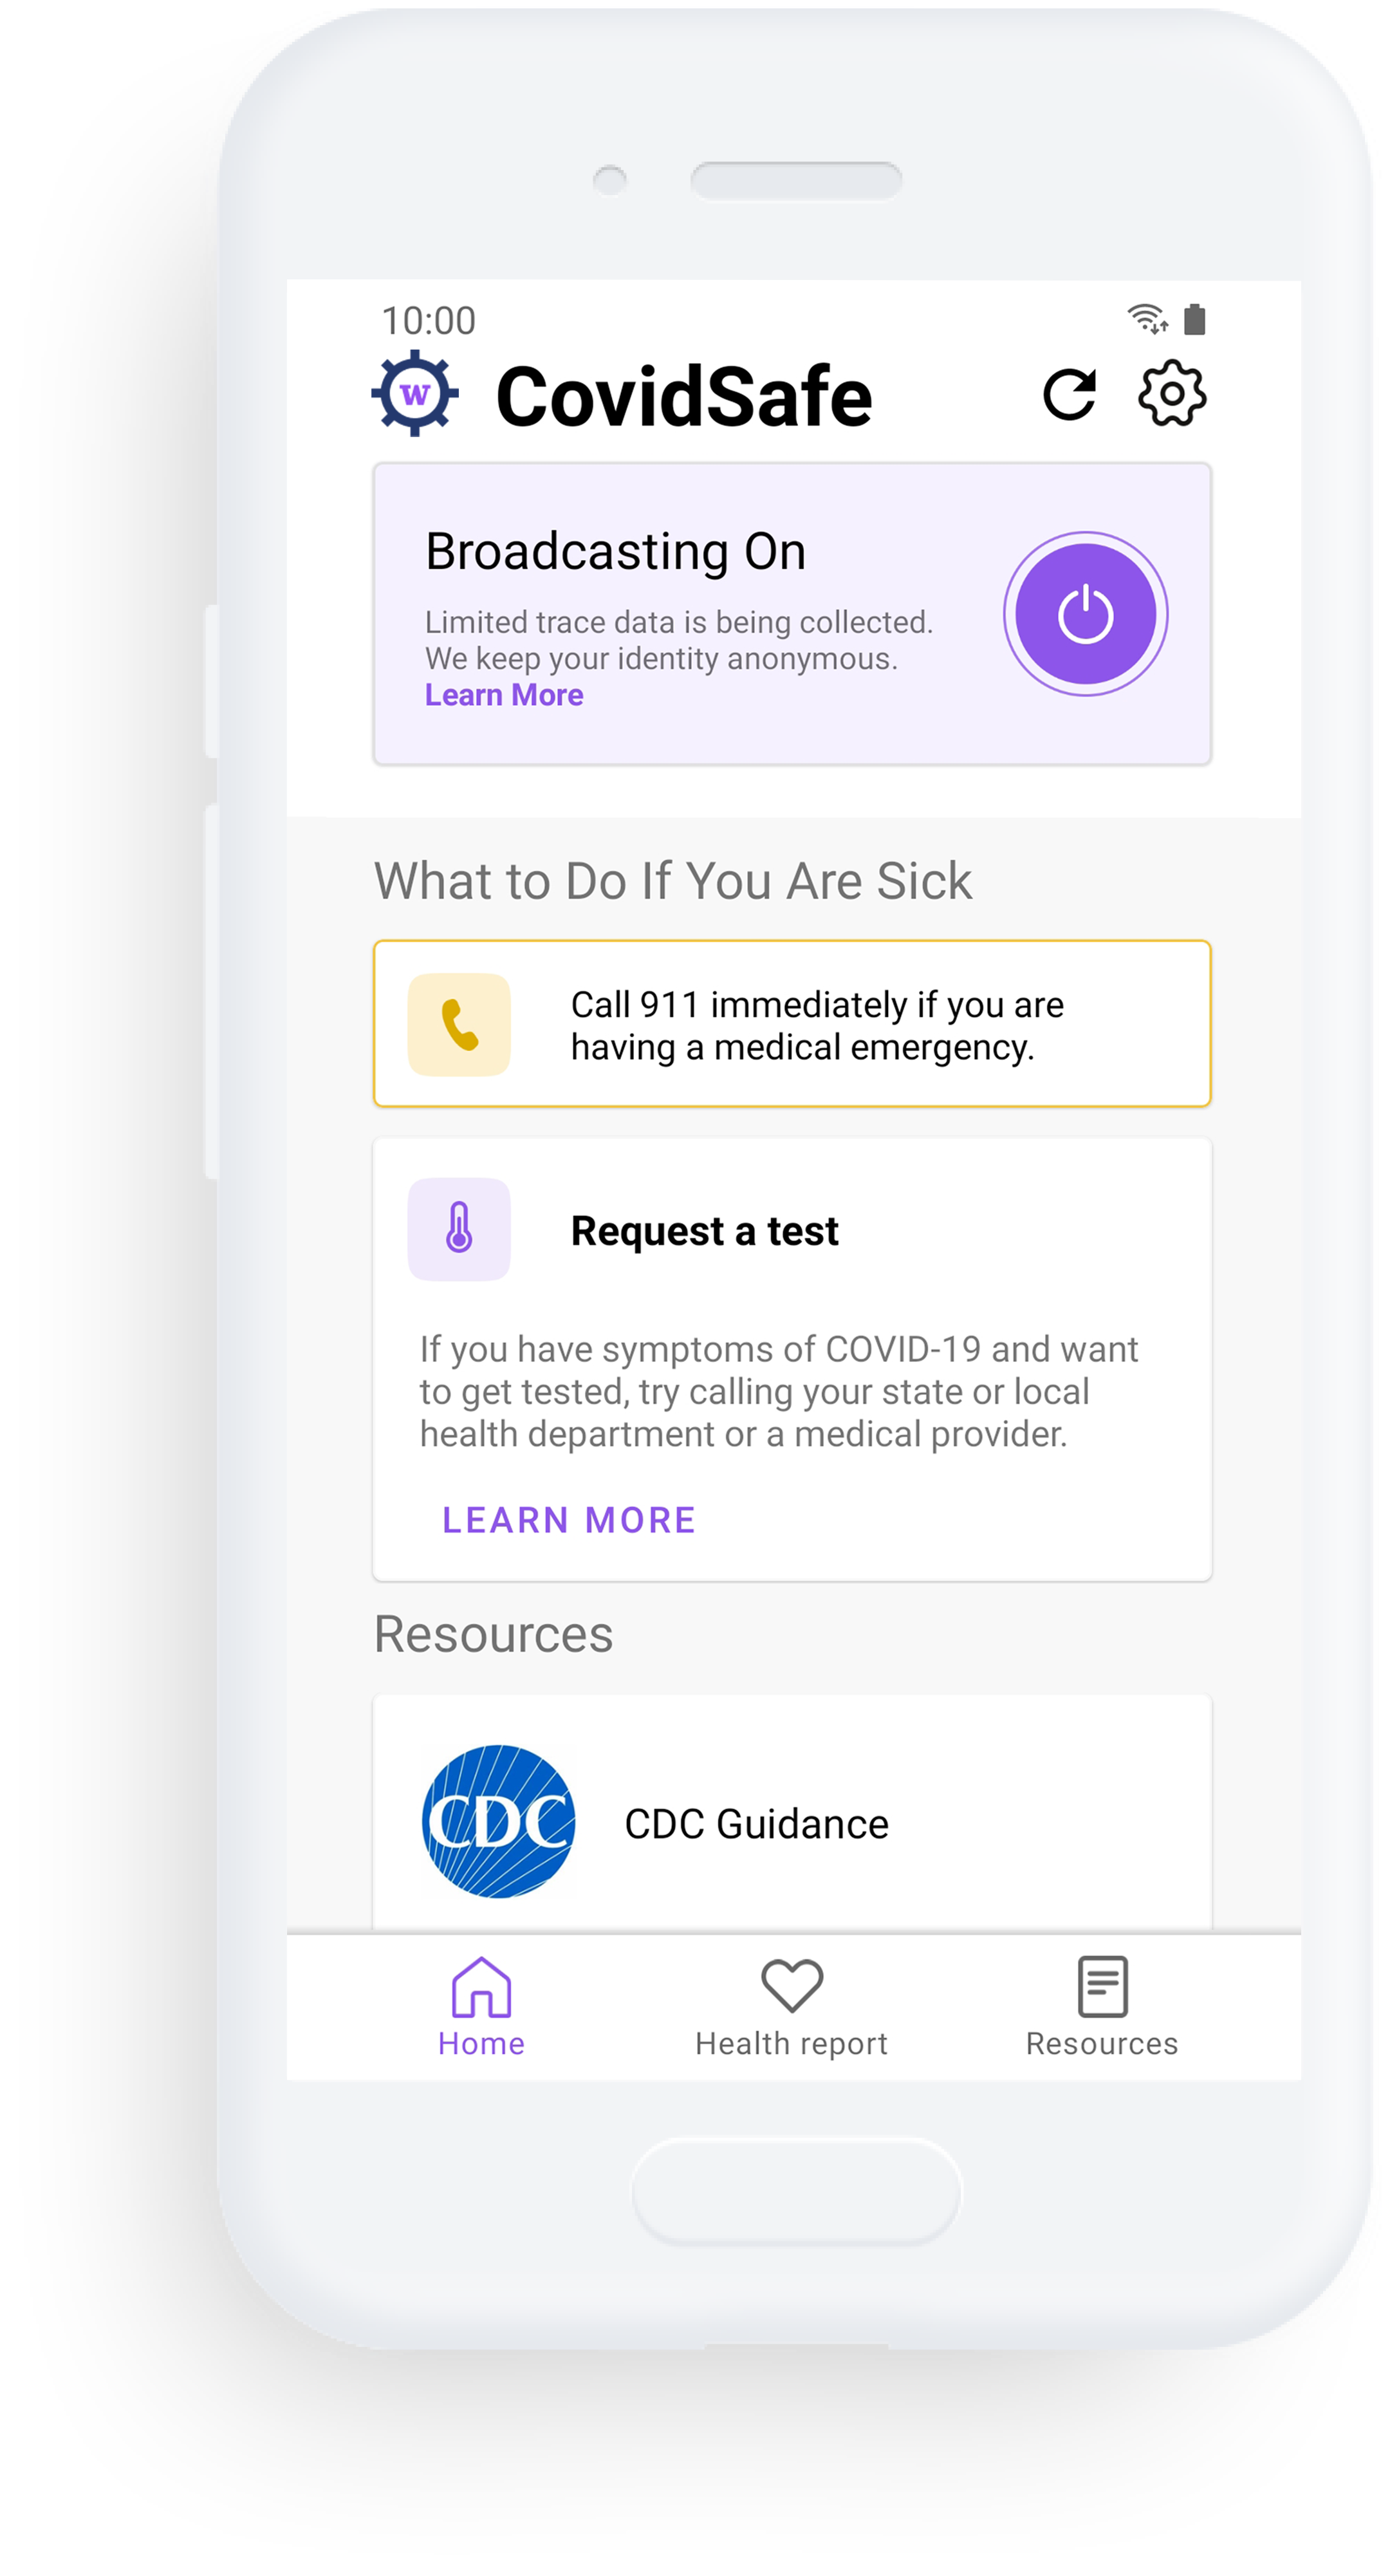 10:00
W
CovidSafe
Broadcasting On
Limited trace data is being collected.
We keep your identity anonymous.
Learn More
What to Do If You Are Sick
Call 911 immediately if you are
having a medical emergency.
Request a test
If you have symptoms of COVID-19 and want
to get tested, try calling your state or local
health department or a medical provider.
LEARN MORE
Resources
CDC
CDC Guidance
Home
Health report
Resources